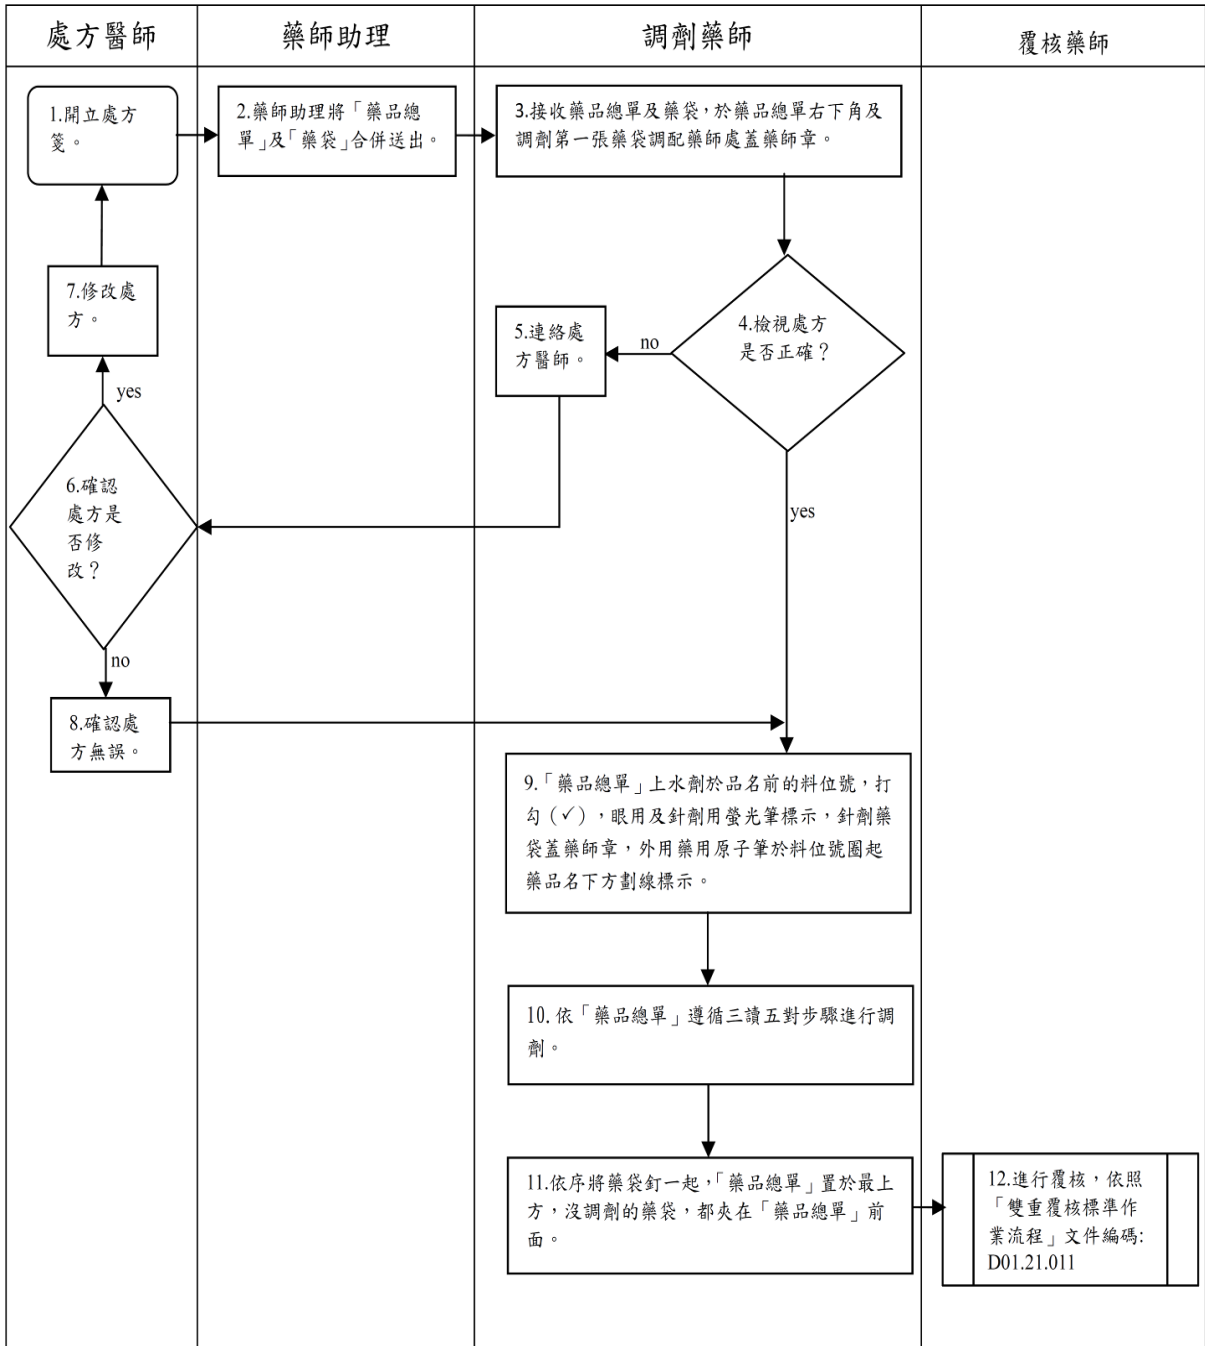 處方醫師
藥師助理
調劑藥師
覆核藥師
1.開立處方
箋。
2.藥師助理將「藥品總
單」及「藥袋」合併送出。
3.接收藥品總單及藥袋，於藥品總單右下角及
調劑第一張藥袋調配藥師處蓋藥師章。
4.檢視處方
是否正確？
no
yes
5.連絡處
方醫師。
6.確認
處方是
否修
改？
yes
no
7.修改處
方。
8.確認處
方無誤。
9.「藥品總單」上水劑於品名前的料位號，打
勾（✓），眼用及針劑用螢光筆標示，針劑藥
袋蓋藥師章，外用藥用原子筆於料位號圈起
藥品名下方劃線標示。
10.依「藥品總單」遵循三讀五對步驟進行調
劑。
11.依序將藥袋釘一起，「藥品總單」置於最上
方，沒調劑的藥袋，都夾在「藥品總單」前
面。
12.進行覆核，依照
「雙重覆核標準作
業流程」文件編碼:
D01.21.011